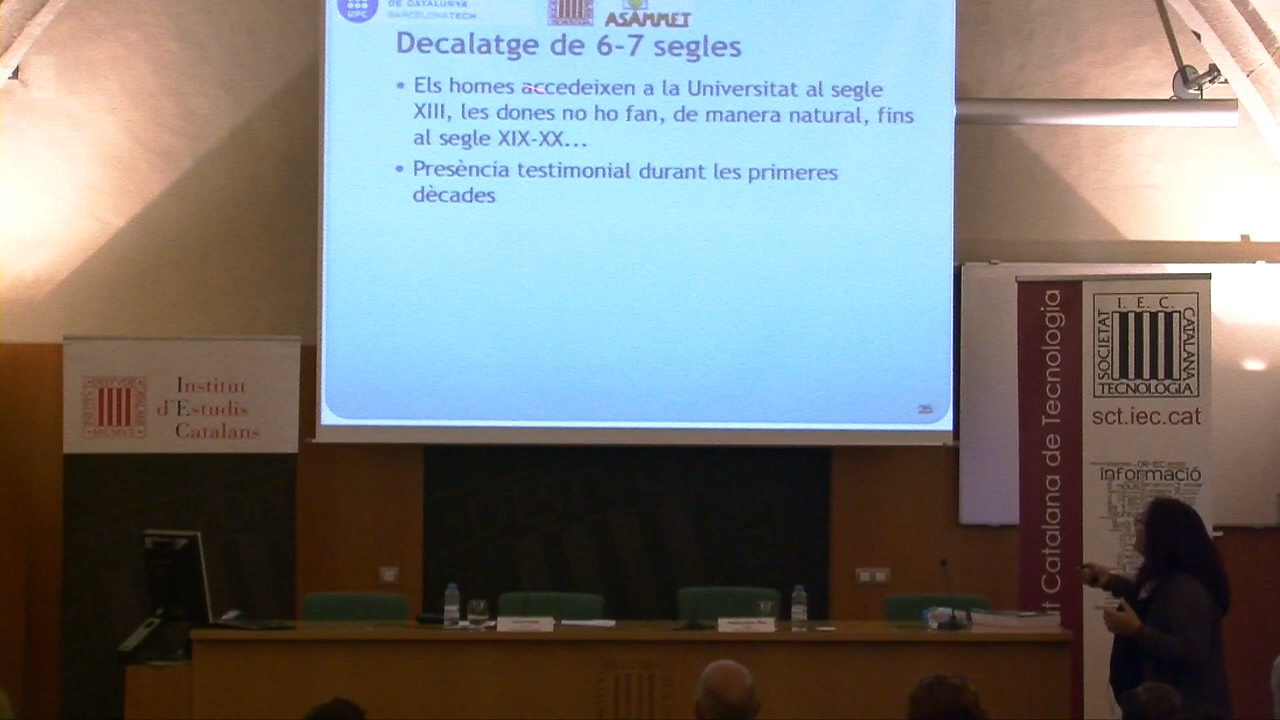 UPC
DE CATALUNYA
BARCELONATECH
ASAMMET
Decalatge de 6-7 segles
• Els homes accedeixen a la Universitat al segle
XIII, les dones no ho fan, de manera natural, fins
al segle XIX-XX...
• Presència testimonial durant les primeres
dècades
25
Institut
d'Estudis
Catalans
t Catalana de Tecnologia
I. E. C.
SOCIETAT
CATALANA
TECNOLOGIA
sct.iec.cat
informació